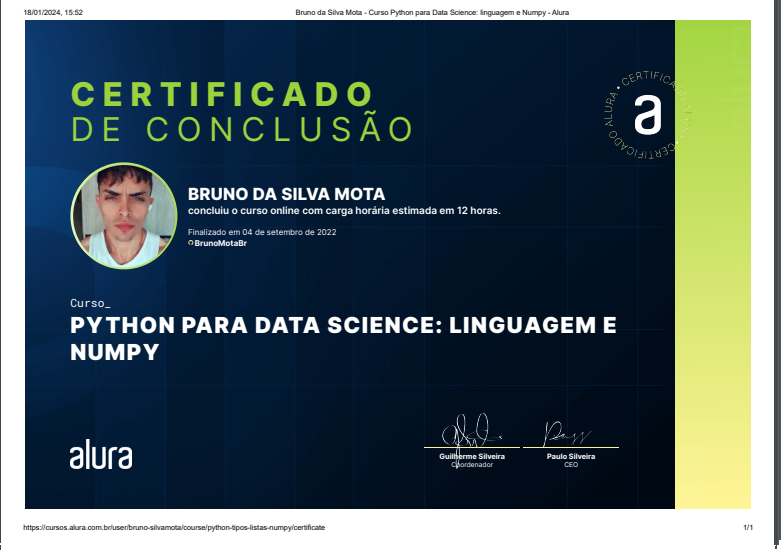 18/01/2024, 15:52
Bruno da Silva Mota - Curso Python para Data Science: linguagem e Numpy - Alura
CERTIFICADO
DE CONCLUSÃO
CERTIFICADO ALURA
a
BRUNO DA SILVA MOTA
concluiu o curso online com carga horária estimada em 12 horas.
Finalizado em 04 de setembro de 2022
BrunoMotaBr
Curso_
PYTHON PARA DATA SCIENCE: LINGUAGEM E
NUMPY
alura
Guilherme Silveira
Coordenador
Paulo Silveira
CEO
https://cursos.alura.com.br/user/bruno-silvamota/course/python-tipos-listas-numpy/certificate
1/1